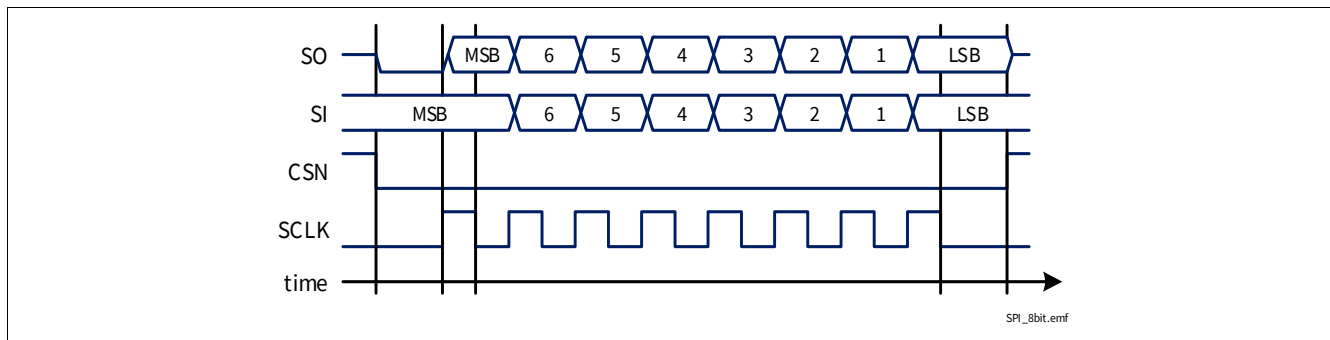 SO MSB 6 5 4 3 2 1 LSB
SI MSB 6 5 4 3 2 1 LSB
CSN
SCLK
time
SPI_8bit.emf